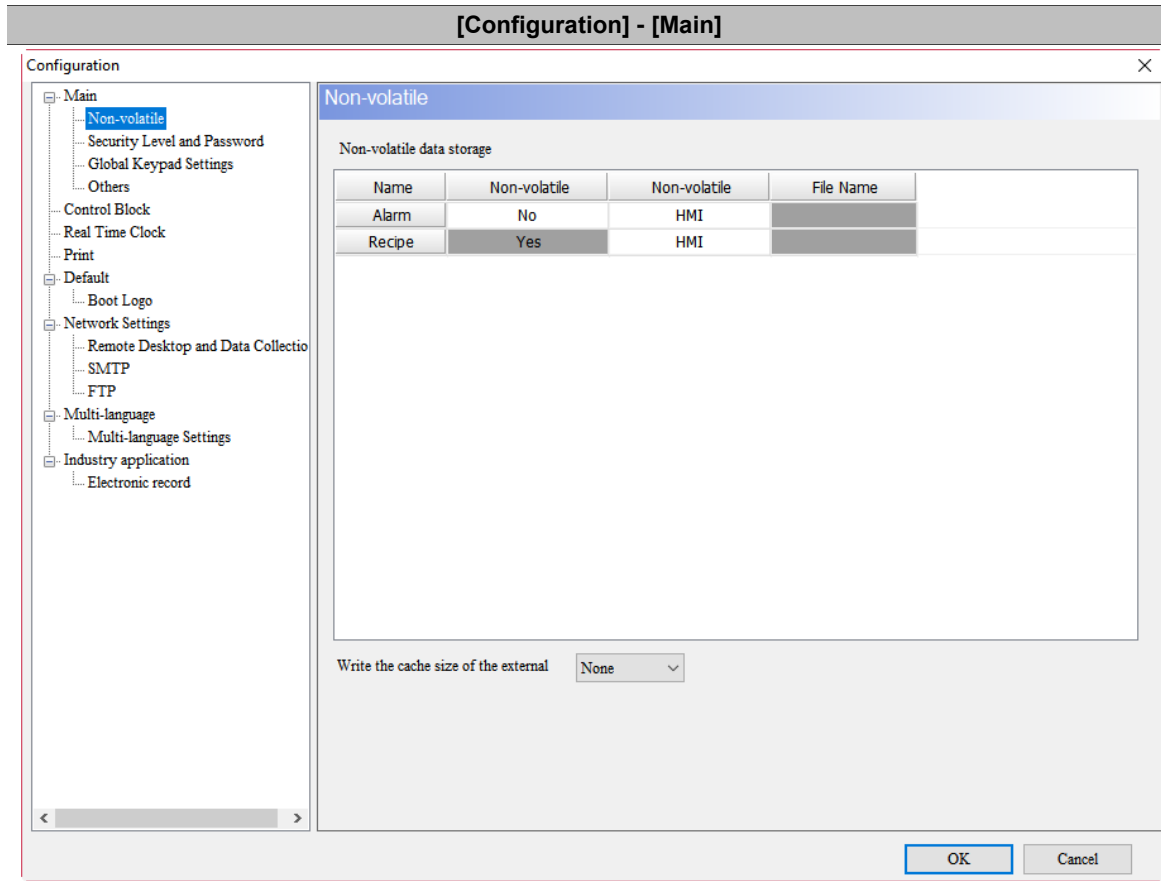 [Configuration] - [Main]
Configuration
Main
Non-volatile
Security Level and Password
Global Keypad Settings
Others
Control Block
Real Time Clock
Print
Default
Boot Logo
Network Settings
Remote Desktop and Data Collectio
SMTP
FTP
Multi-language
Multi-language Settings
Industry application
Electronic record
Non-volatile
Non-volatile data storage
Name Non-volatile Non-volatile File Name
Alarm No HMI
Recipe Yes HMI
Write the cache size of the external None
OK Cancel